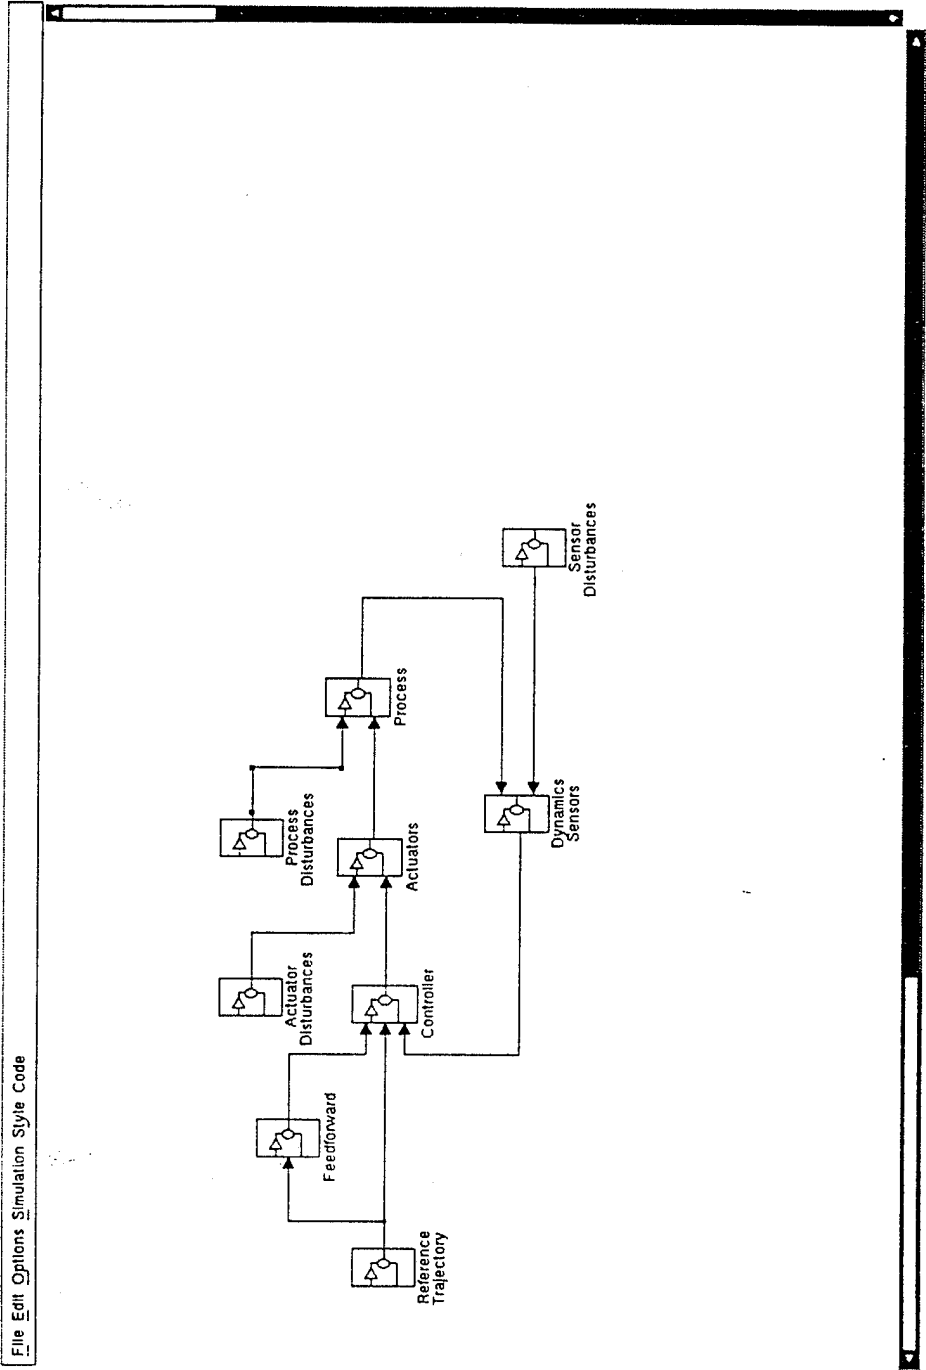 File Edit Options Simulation Style Code
Reference
Trajectory
Feedforward
Controller
Actuator
Disturbances
Actuators
Process
Disturbances
Process
Dynamics
Sensors
Sensor
Disturbances